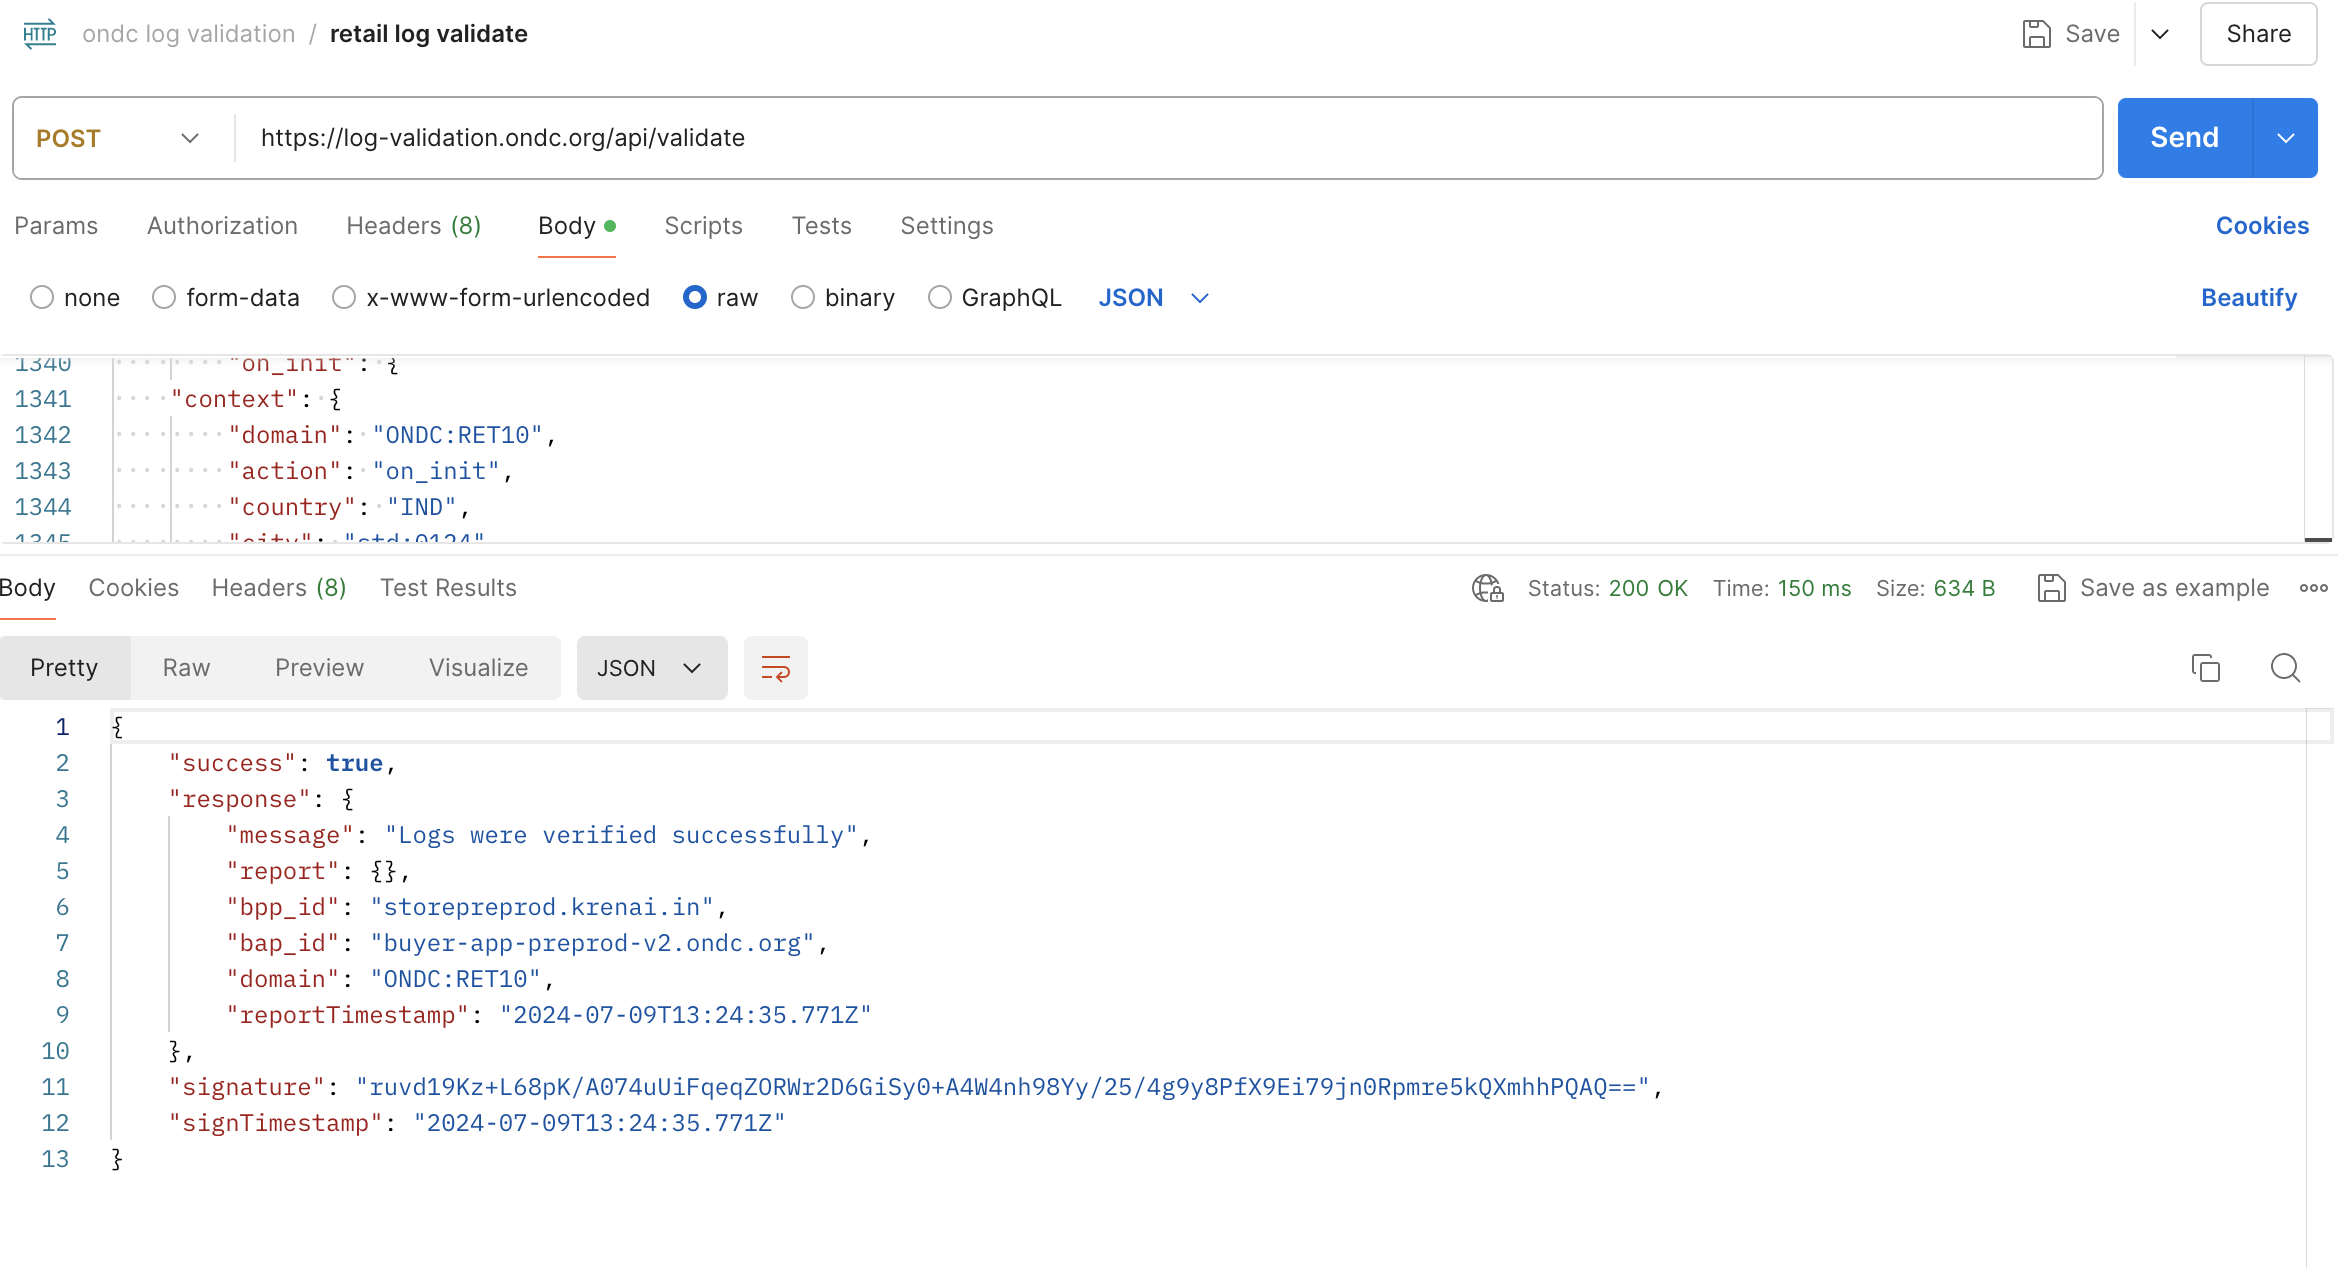 HTTP ondc log validation / retail log validate Save Share
POST https://log-validation.ondc.org/api/validate Send
Params Authorization Headers (8) Body Scripts Tests Settings Cookies
none form-data x-www-form-urlencoded raw binary GraphQL JSON Beautify
1340 "on_init": {
1341 "context": {
1342 "domain": "ONDC:RET10",
1343 "action": "on_init",
1344 "country": "IND",
1345 "city": "std:0124"
Body Cookies Headers (8) Test Results Status: 200 OK Time: 150 ms Size: 634 B Save as example
Pretty Raw Preview Visualize JSON
1 {
2 "success": true,
3 "response": {
4 "message": "Logs were verified successfully",
5 "report": {},
6 "bpp_id": "storepreprod.krenai.in",
7 "bap_id": "buyer-app-preprod-v2.ondc.org",
8 "domain": "ONDC:RET10",
9 "reportTimestamp": "2024-07-09T13:24:35.771Z"
10 },
11 "signature": "ruvd19Kz+L68pK/A074uUiFqeqZORWr2D6GiSy0+A4W4nh98Yy/25/4g9y8PfX9Ei79jn0Rpmre5kQXmhhPQAQ==",
12 "signTimestamp": "2024-07-09T13:24:35.771Z"
13 }